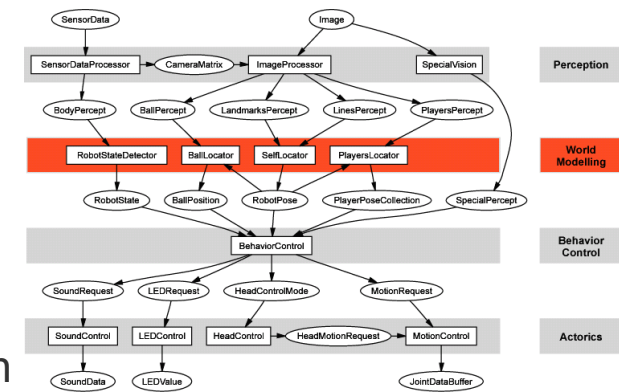 SensorData
Image
SensorDataProcessor
CameraMatrix
ImageProcessor
SpecialVision
Perception
BodyPercept
BallPercept
LandmarksPercept
LinesPercept
PlayersPercept
RobotStateDetector
BallLocator
SelfLocator
PlayersLocator
World
Modelling
RobotState
BallPosition
RobotPose
PlayerPoseCollection
SpecialPercept
BehaviorControl
Behavior
Control
SoundRequest
LEDRequest
HeadControlMode
MotionRequest
SoundControl
LEDControl
HeadControl
HeadMotionRequest
MotionControl
Actorics
n
SoundData
LEDValue
JointDataBuffer